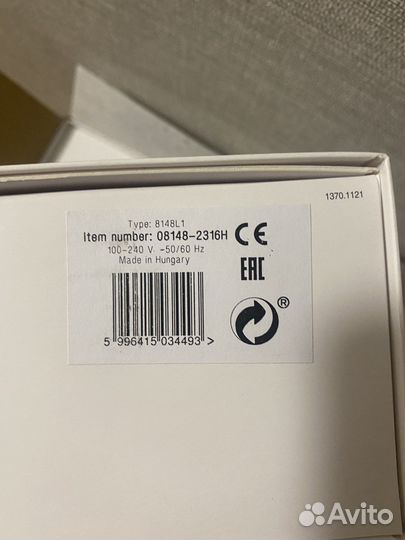 1370.1121
Type: 8148L1
Item number: 08148-2316H
100-240 V ~50/60 Hz
Made in Hungary
CE
EAC
®
5 996415 034493 >
Avito